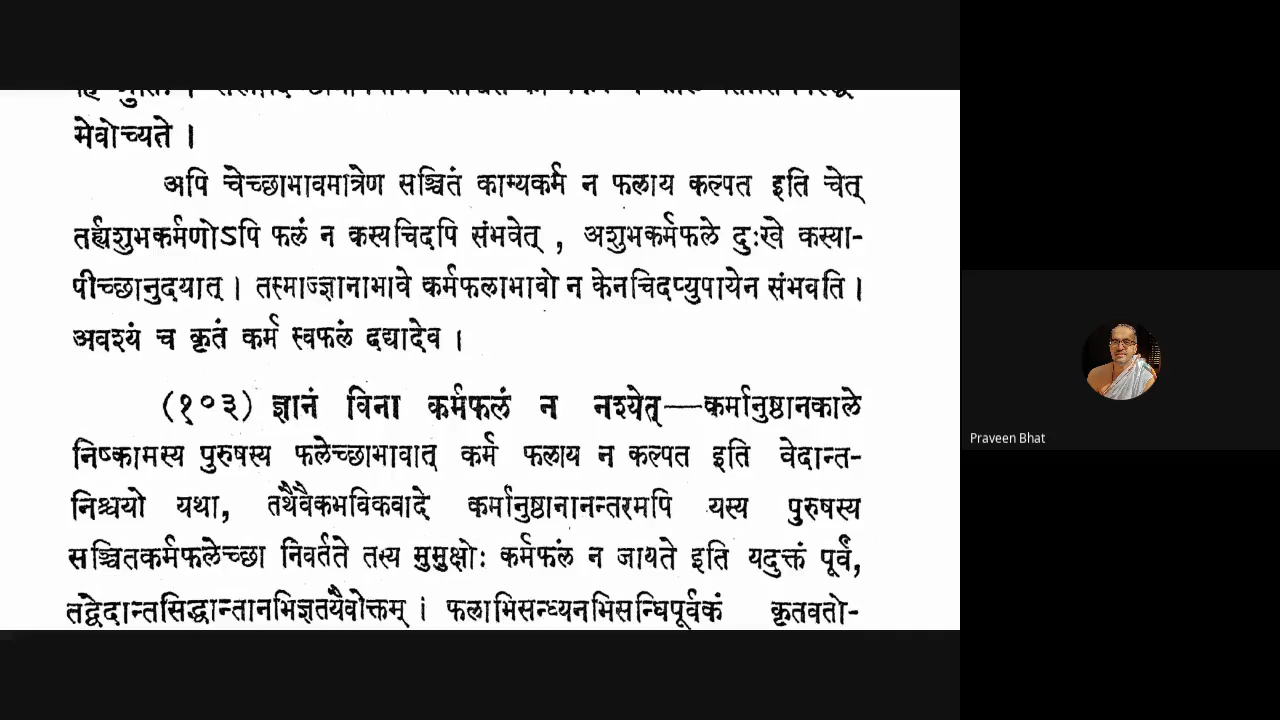 मेवोच्यते ।
अपि चेच्छाभावमात्रेण सञ्चितं काम्यकर्म न फलाय कल्पत इति चेत्
तर्ह्यशुभकर्मणोऽपि फलं न कस्यचिदपि संभवेत् , अशुभकर्मफले दुःखे कस्या-
पीच्छानुदयात् । तस्माज्ज्ञानाभावे कर्मफलाभावो न केनचिदप्युपायेन संभवति ।
अवश्यं च कृतं कर्म स्वफलं दद्यादेव ।
(१०३) ज्ञानं विना कर्मफलं न नश्येत्—कर्मानुष्ठानकाले
निष्कामस्य पुरुषस्य फलेच्छाभावात् कर्म फलाय न कल्पत इति वेदान्त-
निश्चयो यथा, तथैवैकभविकवादे कर्मानुष्ठानानन्तरमपि यस्य पुरुषस्य
सञ्चितकर्मफलेच्छा निवर्तते तस्य मुमुक्षोः कर्मफलं न जायते इति यदुक्तं पूर्वं,
तद्वेदान्तसिद्धान्तानभिज्ञतयैवोक्तम् । फलाभिसन्ध्यनभिसन्धिपूर्वकं कृतवतो-
Praveen Bhat